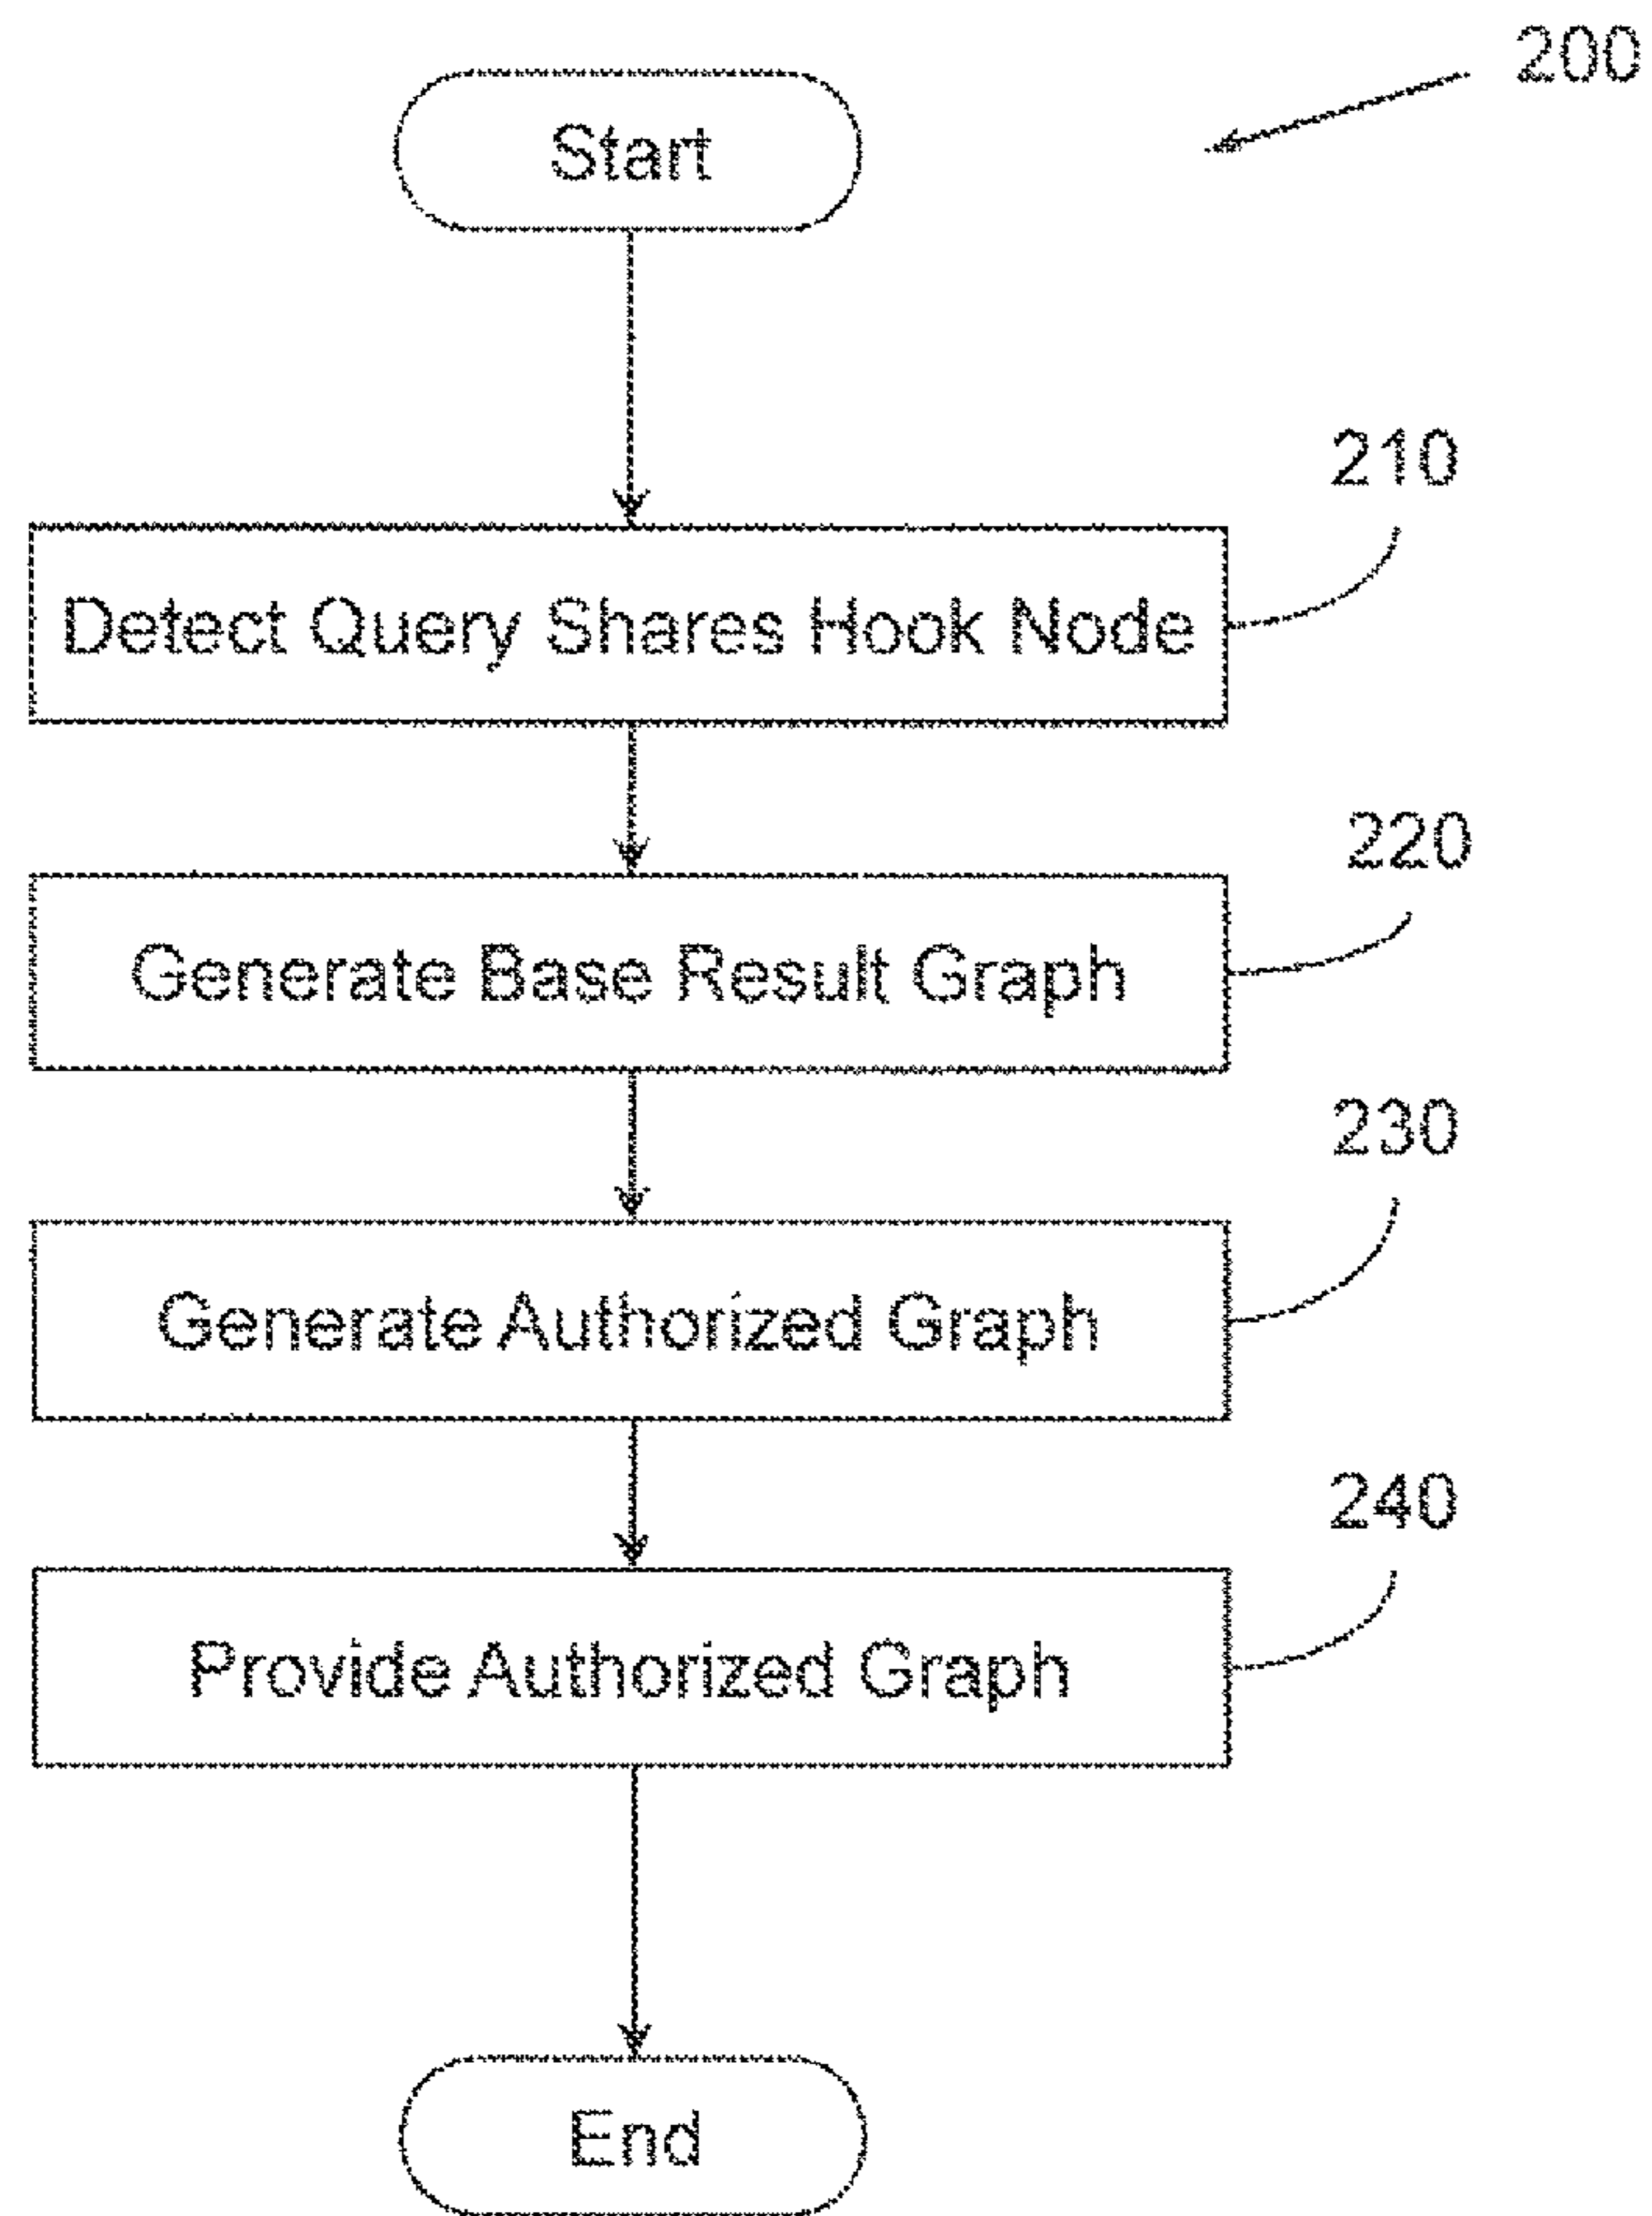 200
Start
210
Detect Query Shares Hook Node
220
Generate Base Result Graph
230
Generate Authorized Graph
240
Provide Authorized Graph
End